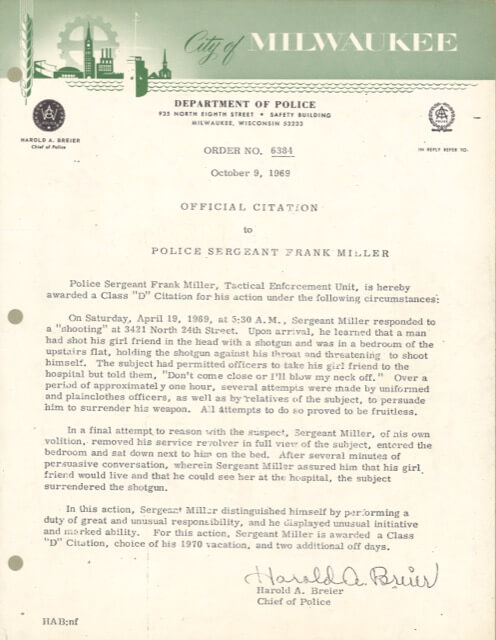 City of MILWAUKEE
DEPARTMENT OF POLICE
935 NORTH EIGHTH STREET • SAFETY BUILDING
MILWAUKEE, WISCONSIN 53233
HAROLD A. BREIER
Chief of Police
IN REPLY REFER TO:
ORDER NO. 6384
October 9, 1969
OFFICIAL CITATION
to
POLICE SERGEANT FRANK MILLER
Police Sergeant Frank Miller, Tactical Enforcement Unit, is hereby
awarded a Class "D" Citation for his action under the following circumstances:
On Saturday, April 19, 1969, at 5:30 A.M., Sergeant Miller responded to
a "shooting" at 3421 North 24th Street. Upon arrival, he learned that a man
had shot his girl friend in the head with a shotgun and was in a bedroom of the
upstairs flat, holding the shotgun against his throat and threatening to shoot
himself. The subject had permitted officers to take his girl friend to the
hospital but told them, "Don't come close or I'll blow my neck off." Over a
period of approximately one hour, several attempts were made by uniformed
and plainclothes officers, as well as by relatives of the subject, to persuade
him to surrender his weapon. All attempts to do so proved to be fruitless.
In a final attempt to reason with the suspect, Sergeant Miller, of his own
volition, removed his service revolver in full view of the subject, entered the
bedroom and sat down next to him on the bed. After several minutes of
persuasive conversation, wherein Sergeant Miller assured him that his girl
friend would live and that he could see her at the hospital, the subject
surrendered the shotgun.
In this action, Sergeant Miller distinguished himself by performing a
duty of great and unusual responsibility, and he displayed unusual initiative
and marked ability. For this action, Sergeant Miller is awarded a Class
"D" Citation, choice of his 1970 vacation, and two additional off days.
Harold A. Breier
Harold A. Breier
Chief of Police
HAB:nf